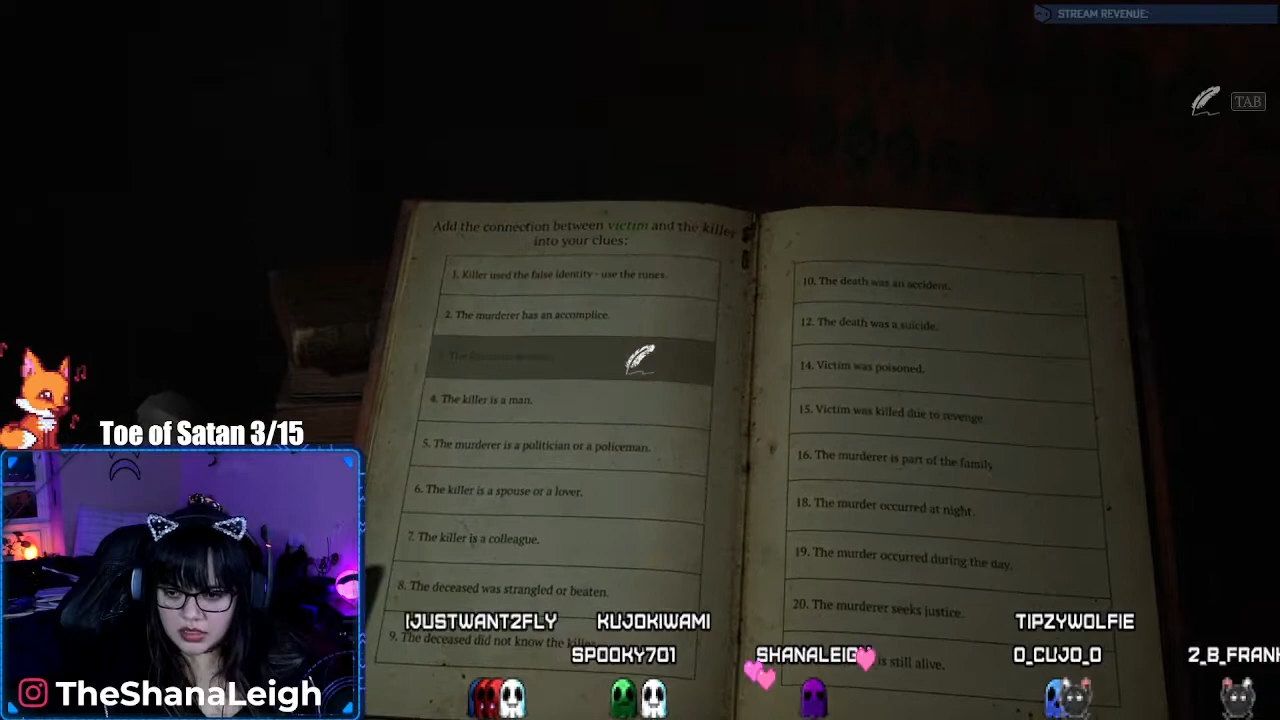 STREAM REVENUE:
TAB
Add the connection between victim and the killer
into your clues:
1. Killer used the false identity - use the runes.
2. The murderer has an accomplice.
3. The
4. The killer is a man.
5. The murderer is a politician or a policeman.
6. The killer is a spouse or a lover.
7. The killer is a colleague.
8. The deceased was strangled or beaten.
9. The deceased did not know the killer
10. The death was an accident.
12. The death was a suicide.
14. Victim was poisoned.
15. Victim was killed due to revenge.
16. The murderer is part of the family
18. The murder occurred at night.
19. The murder occurred during the day.
20. The murderer seeks justice.
is still alive.
Toe of Satan 3/15
TheShanaLeigh
IJUSTWANT2FLY
KUJOKIWAMI
SPOOKY701
SHANALEIGH
TIPZYWOLFIE
0_CUJO_0
2_B_FRANK